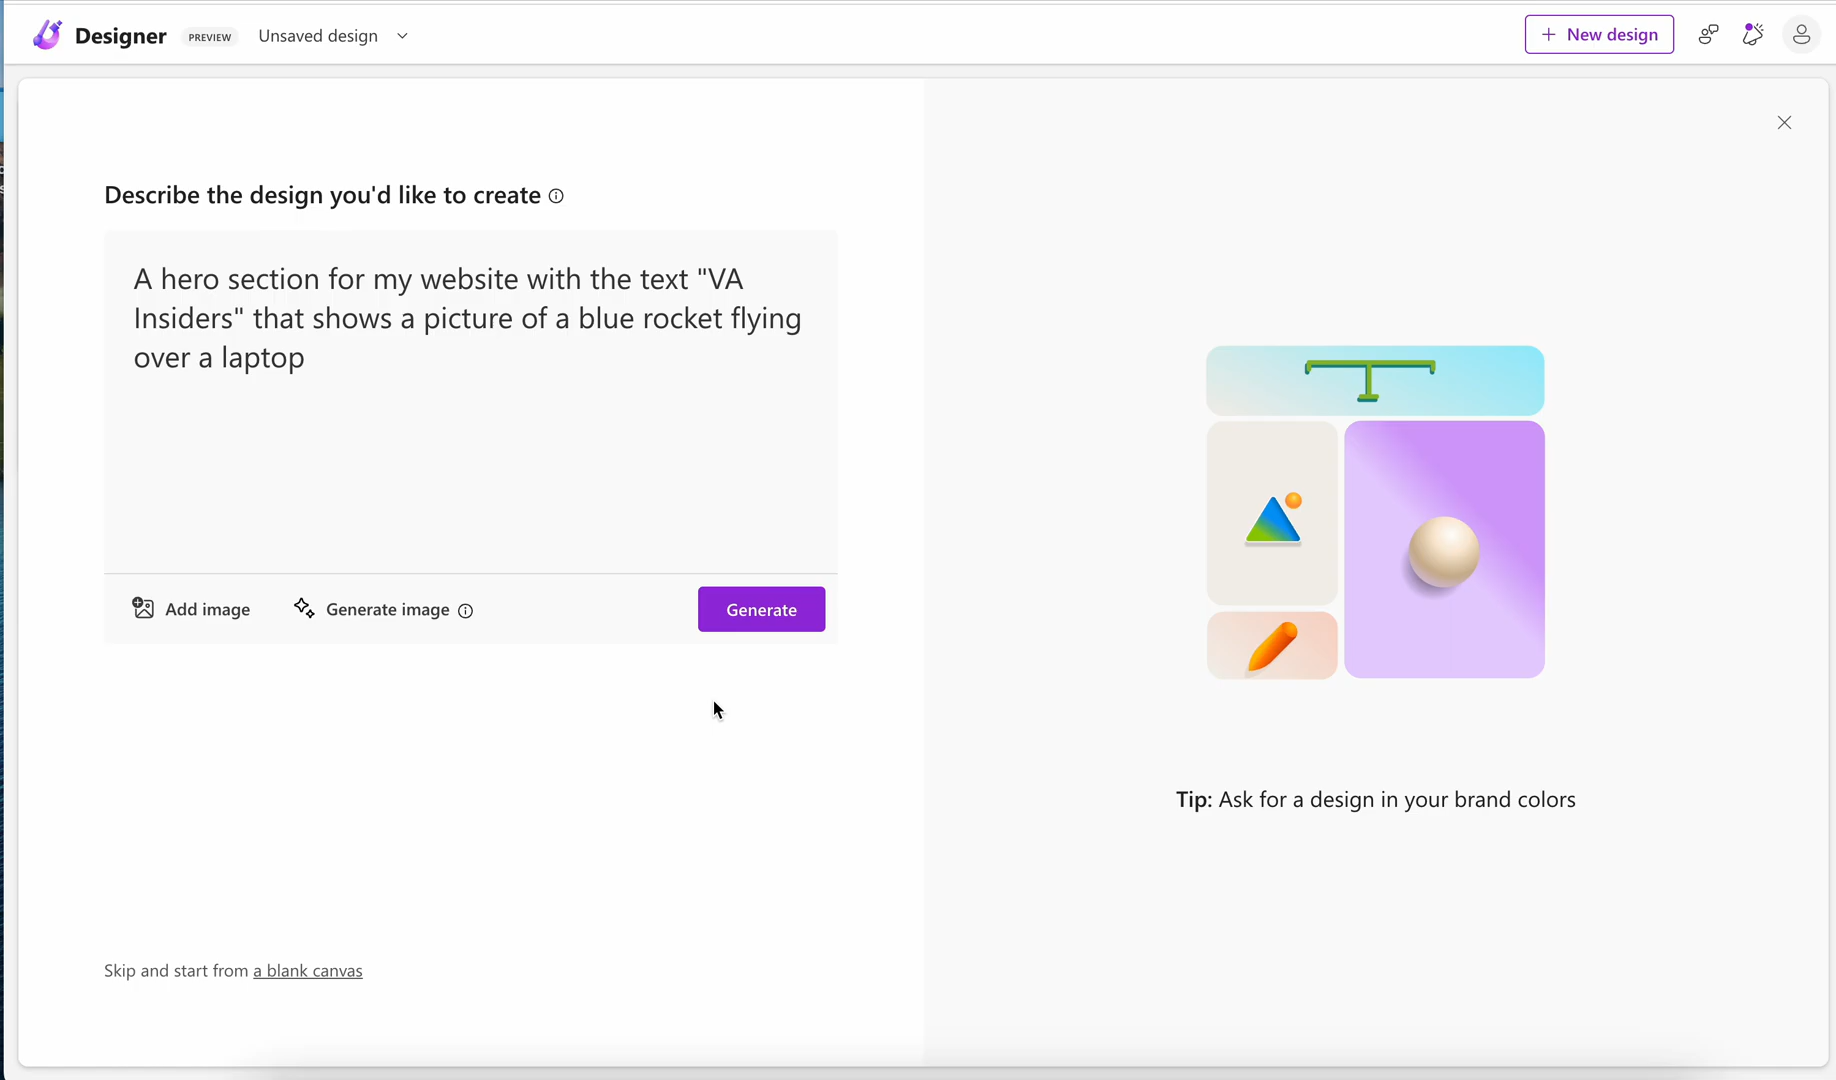 Designer PREVIEW Unsaved design
+ New design
Describe the design you'd like to create
A hero section for my website with the text "VA
Insiders" that shows a picture of a blue rocket flying
over a laptop
Add image Generate image Generate
Tip: Ask for a design in your brand colors
Skip and start from a blank canvas